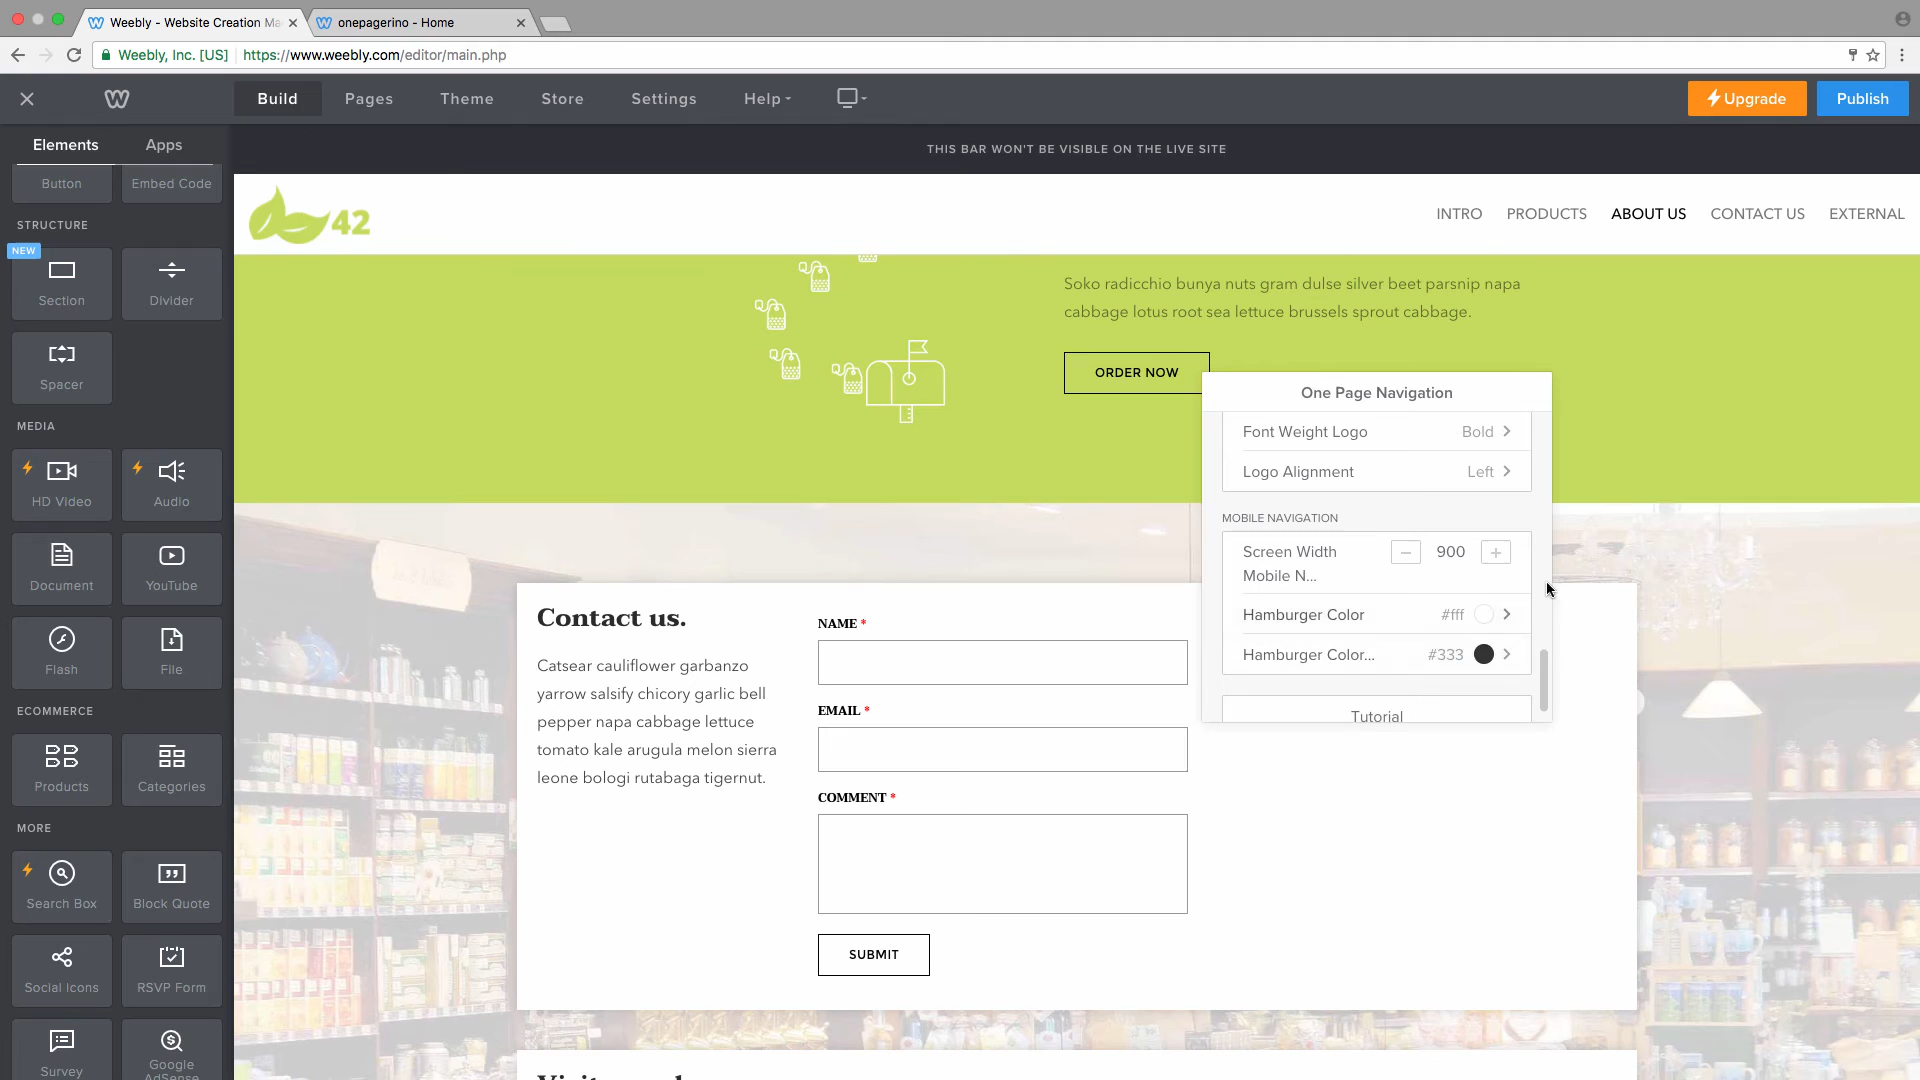 Weebly - Website Creation Ma
onepagerino - Home
Weebly, Inc. [US]
https://www.weebly.com/editor/main.php
Build
Pages
Theme
Store
Settings
Help
Upgrade
Publish
Elements
Apps
THIS BAR WON'T BE VISIBLE ON THE LIVE SITE
Button
Embed Code
STRUCTURE
NEW
Section
Divider
Spacer
MEDIA
HD Video
Audio
Document
YouTube
Flash
File
ECOMMERCE
Products
Categories
MORE
Search Box
Block Quote
Social Icons
RSVP Form
Survey
Google
AdSense
42
INTRO
PRODUCTS
ABOUT US
CONTACT US
EXTERNAL
Soko radicchio bunya nuts gram dulse silver beet parsnip napa
cabbage lotus root sea lettuce brussels sprout cabbage.
ORDER NOW
One Page Navigation
Font Weight Logo
Bold
Logo Alignment
Left
MOBILE NAVIGATION
Screen Width
Mobile N...
900
Hamburger Color
#fff
Hamburger Color...
#333
Tutorial
Contact us.
Catsear cauliflower garbanzo
yarrow salsify chicory garlic bell
pepper napa cabbage lettuce
tomato kale arugula melon sierra
leone bologi rutabaga tigernut.
NAME *
EMAIL *
COMMENT *
SUBMIT